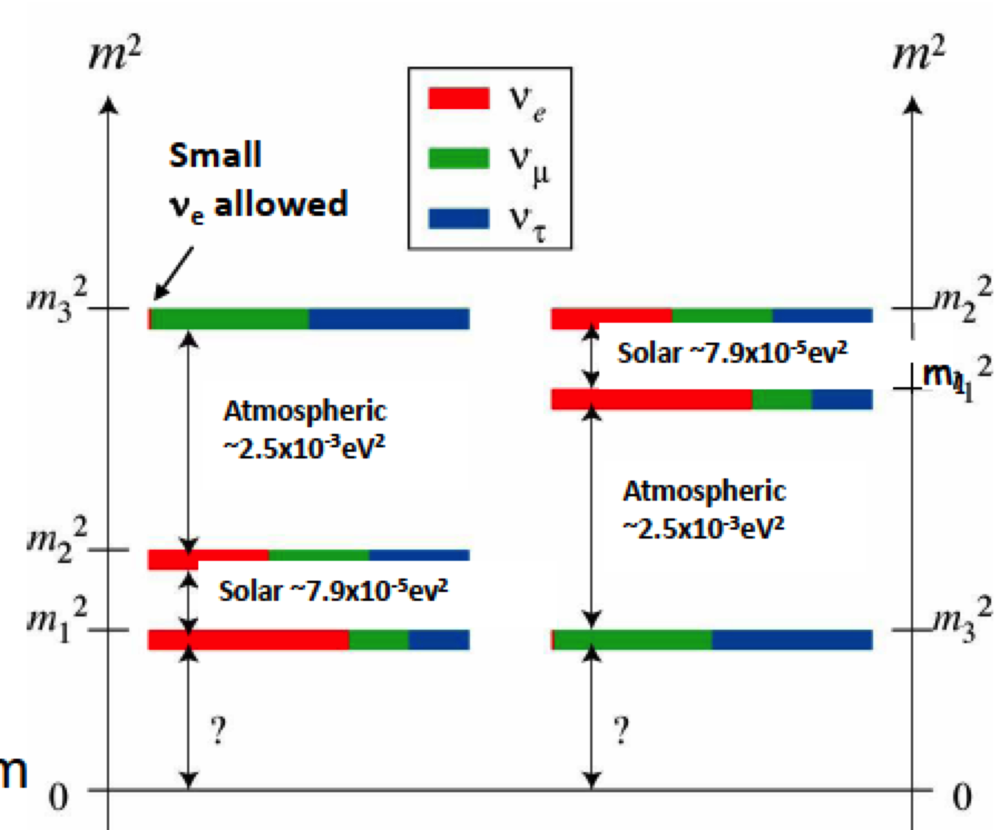 m²
m²
νe
νμ
ντ
Small
νe allowed
m₃²
m₂²
Solar ~7.9x10⁻⁵ev²
m₁²
Atmospheric
~2.5x10⁻³eV²
Atmospheric
~2.5x10⁻³eV²
m₂²
Solar ~7.9x10⁻⁵ev²
m₁²
m₃²
?
?
m
0
0